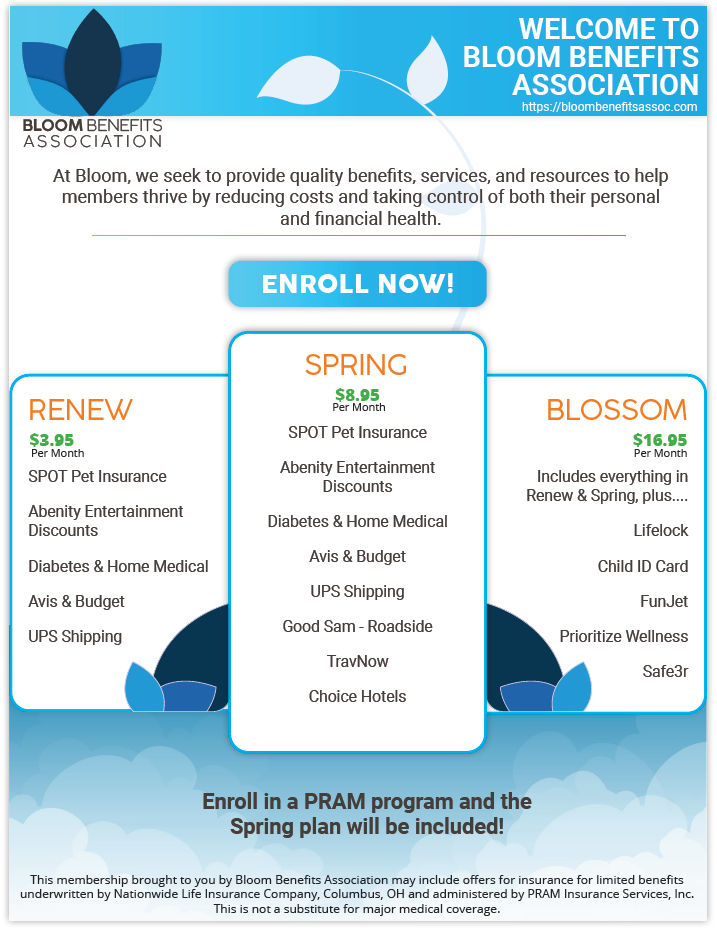 WELCOME TO
BLOOM BENEFITS
ASSOCIATION
https://bloombenefitsassoc.com
BLOOM BENEFITS
ASSOCIATION
At Bloom, we seek to provide quality benefits, services, and resources to help
members thrive by reducing costs and taking control of both their personal
and financial health.
ENROLL NOW!
RENEW
$3.95
Per Month
SPOT Pet Insurance
Abenity Entertainment
Discounts
Diabetes & Home Medical
Avis & Budget
UPS Shipping
SPRING
$8.95
Per Month
SPOT Pet Insurance
Abenity Entertainment
Discounts
Diabetes & Home Medical
Avis & Budget
UPS Shipping
Good Sam - Roadside
TravNow
Choice Hotels
BLOSSOM
$16.95
Per Month
Includes everything in
Renew & Spring, plus....
Lifelock
Child ID Card
FunJet
Prioritize Wellness
Safe3r
Enroll in a PRAM program and the
Spring plan will be included!
This membership brought to you by Bloom Benefits Association may include offers for insurance for limited benefits
underwritten by Nationwide Life Insurance Company, Columbus, OH and administered by PRAM Insurance Services, Inc.
This is not a substitute for major medical coverage.